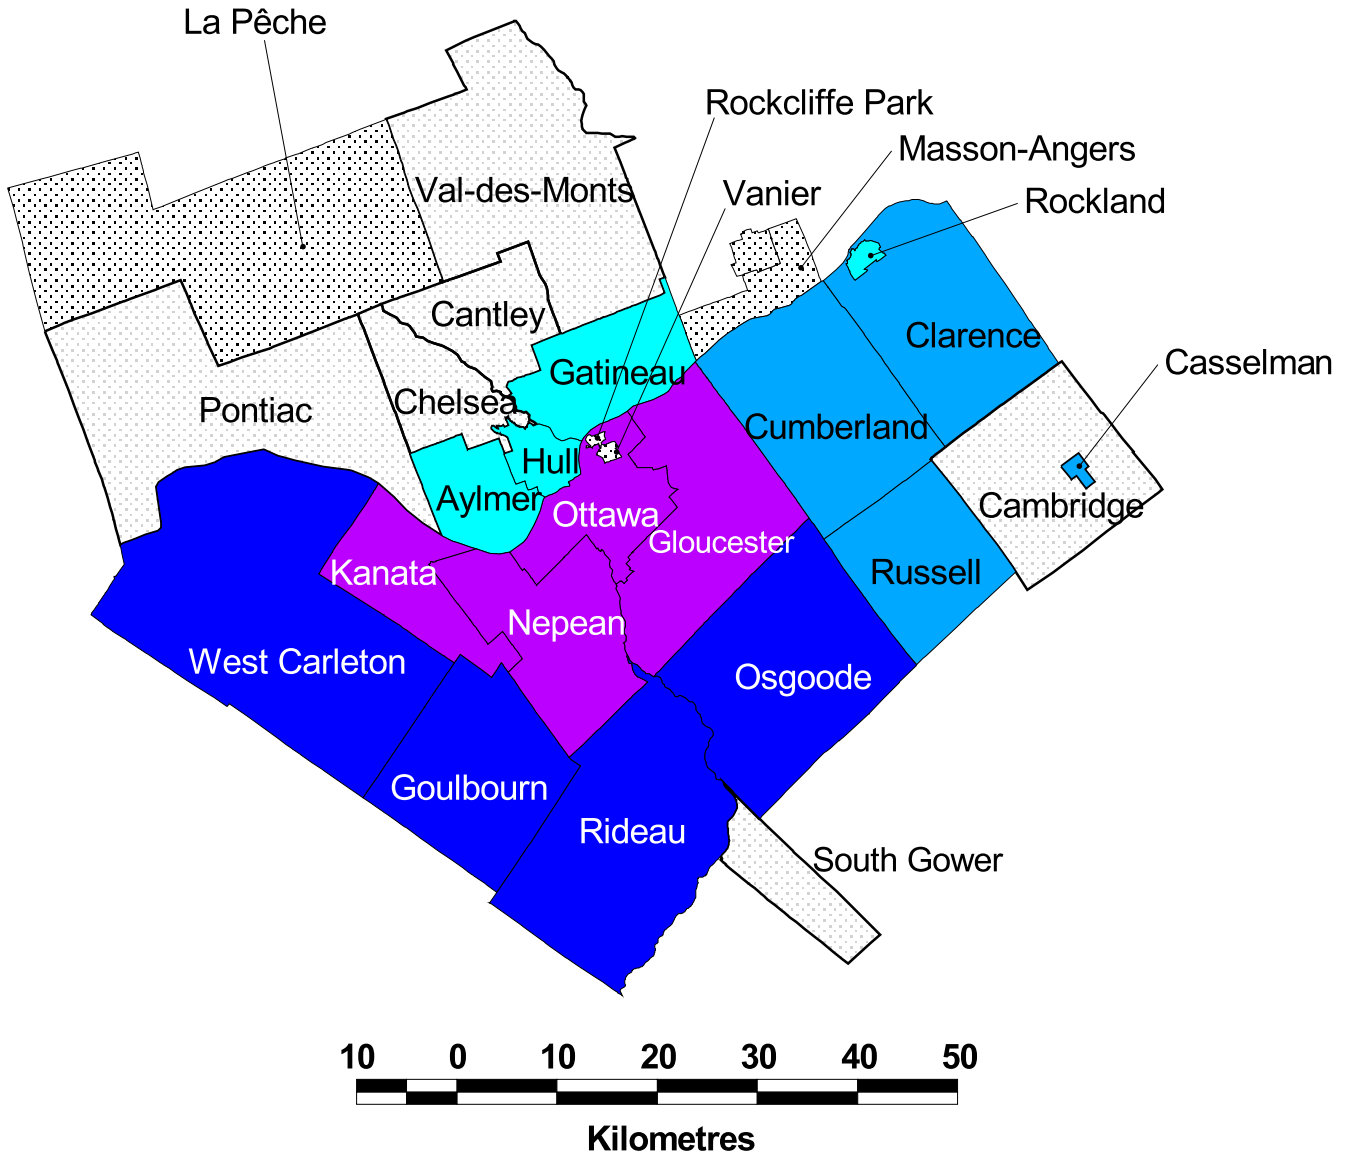 La Pêche
Rockcliffe Park
Masson-Angers
Val-des-Monts
Vanier
Rockland
Cantley
Clarence
Casselman
Gatineau
Chelsea
Pontiac
Cumberland
Hull
Aylmer
Cambridge
Ottawa
Gloucester
Kanata
Russell
Nepean
West Carleton
Osgoode
Goulbourn
Rideau
South Gower
10 0 10 20 30 40 50
Kilometres